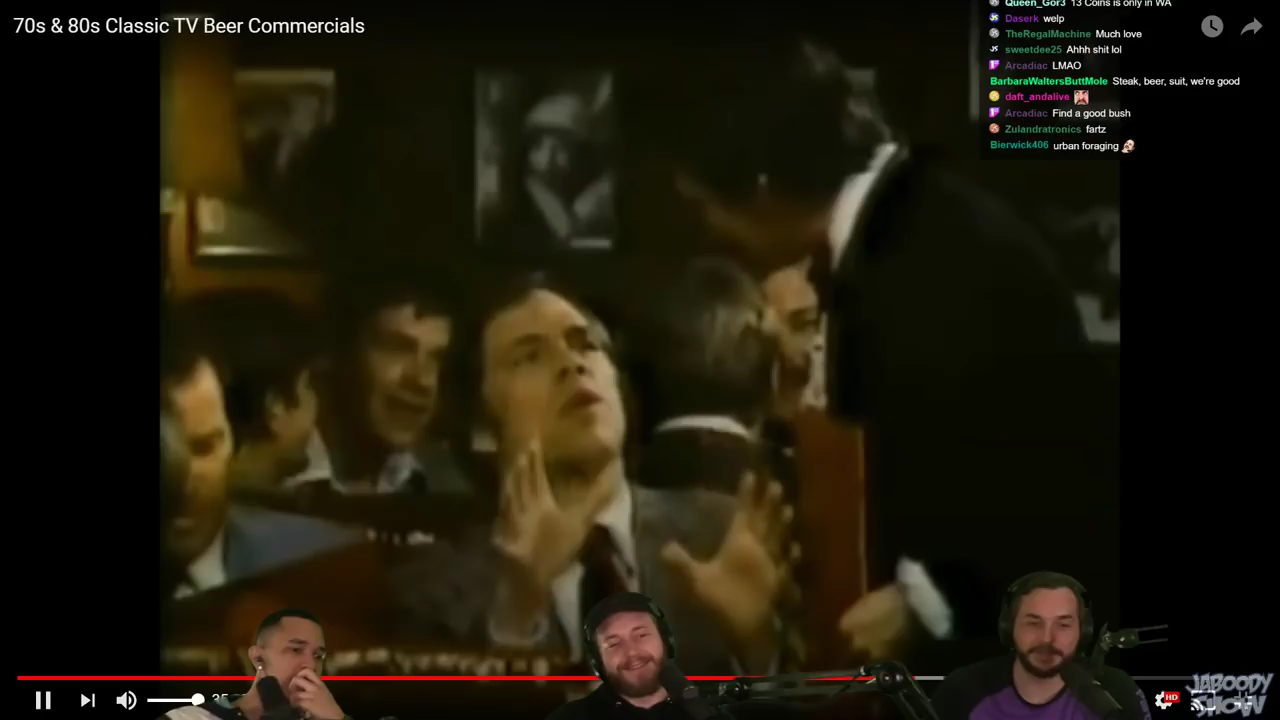 70s & 80s Classic TV Beer Commercials
Queen_Gor3 13 Coins is only in WA
Daserk welp
TheRegalMachine Much love
sweetdee25 Ahhh shit lol
Arcadiac LMAO
BarbaraWaltersButtMole Steak, beer, suit, we're good
daft_andalive
Arcadiac Find a good bush
Zulandratronics fartz
Bierwick406 urban foraging
HD
JABOODY
SHOW